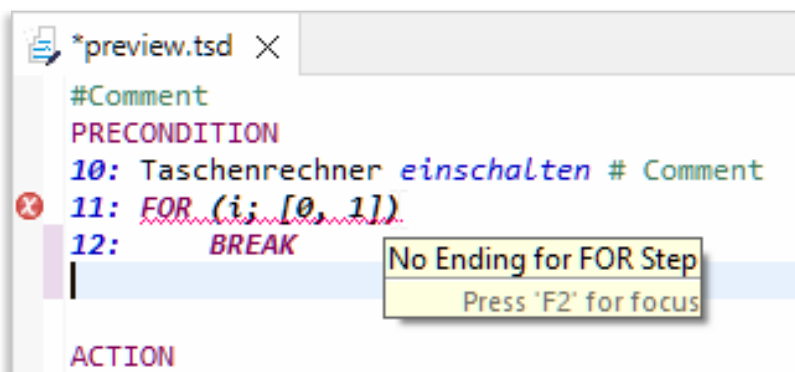 *preview.tsd
#Comment
PRECONDITION
10: Taschenrechner einschalten # Comment
11: FOR (i; [0, 1])
12: BREAK
No Ending for FOR Step
Press 'F2' for focus
ACTION